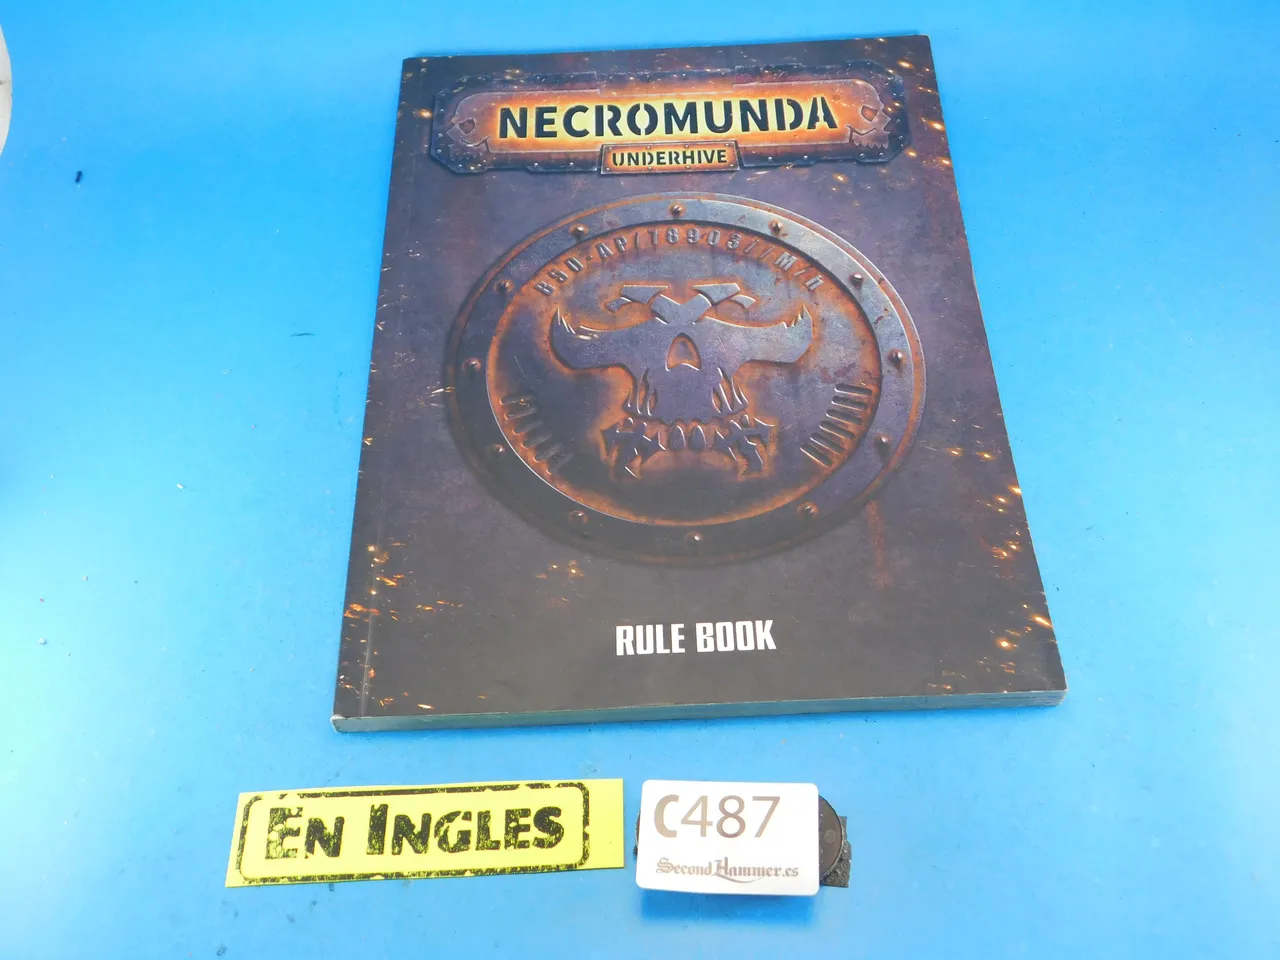 NECROMUNDA
UNDERHIVE
RULE BOOK
EN INGLES
C487
SecondHammer.es